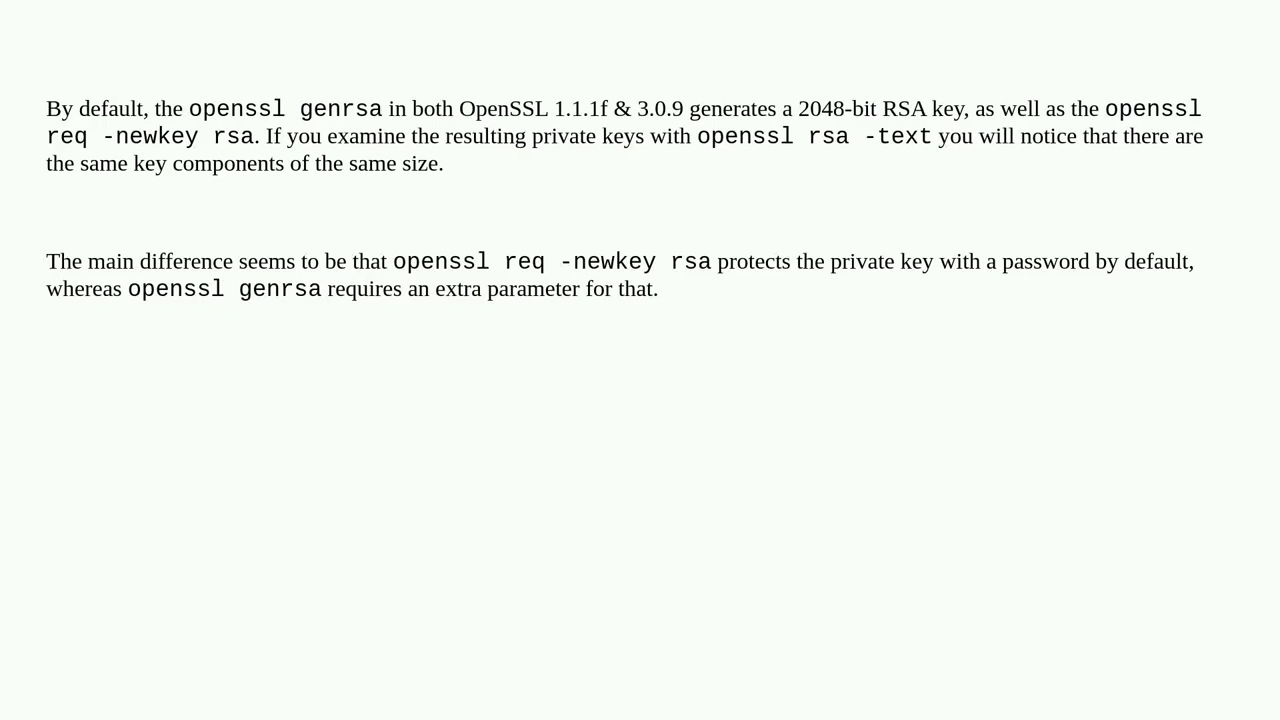 By default, the openssl genrsa in both OpenSSL 1.1.1f & 3.0.9 generates a 2048-bit RSA key, as well as the openssl
req -newkey rsa. If you examine the resulting private keys with openssl rsa -text you will notice that there are
the same key components of the same size.
The main difference seems to be that openssl req -newkey rsa protects the private key with a password by default,
whereas openssl genrsa requires an extra parameter for that.